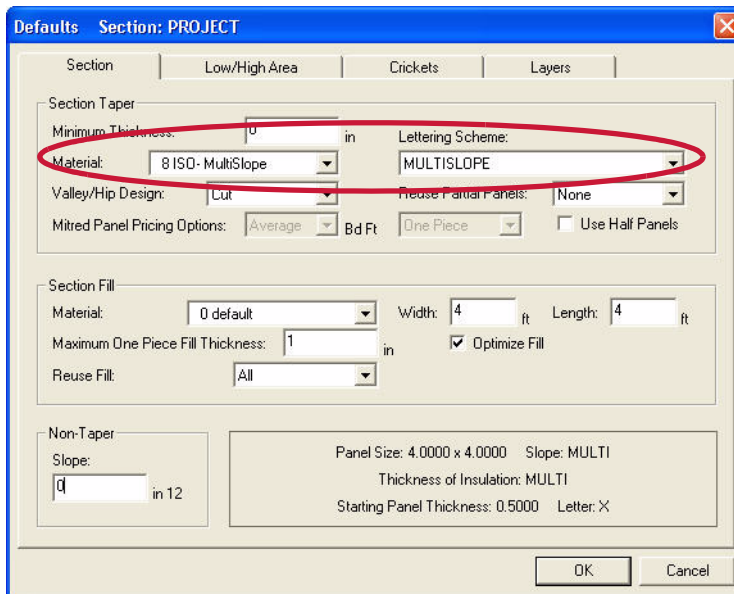 Defaults Section: PROJECT
Section Low/High Area Crickets Layers
Section Taper
Minimum Thickness: 0 in Lettering Scheme:
Material: 8 ISO- MultiSlope MULTISLOPE
Valley/Hip Design: Cut Reuse Partial Panels: None
Mitred Panel Pricing Options: Average Bd Ft One Piece Use Half Panels
Section Fill
Material: 0 default Width: 4 ft Length: 4 ft
Maximum One Piece Fill Thickness: 1 in Optimize Fill
Reuse Fill: All
Non-Taper
Slope:
0 in 12
Panel Size: 4.0000 x 4.0000 Slope: MULTI
Thickness of Insulation: MULTI
Starting Panel Thickness: 0.5000 Letter: X
OK Cancel